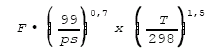 F • { 99 / ps }^0,7 x ( T / 298 )^1,5